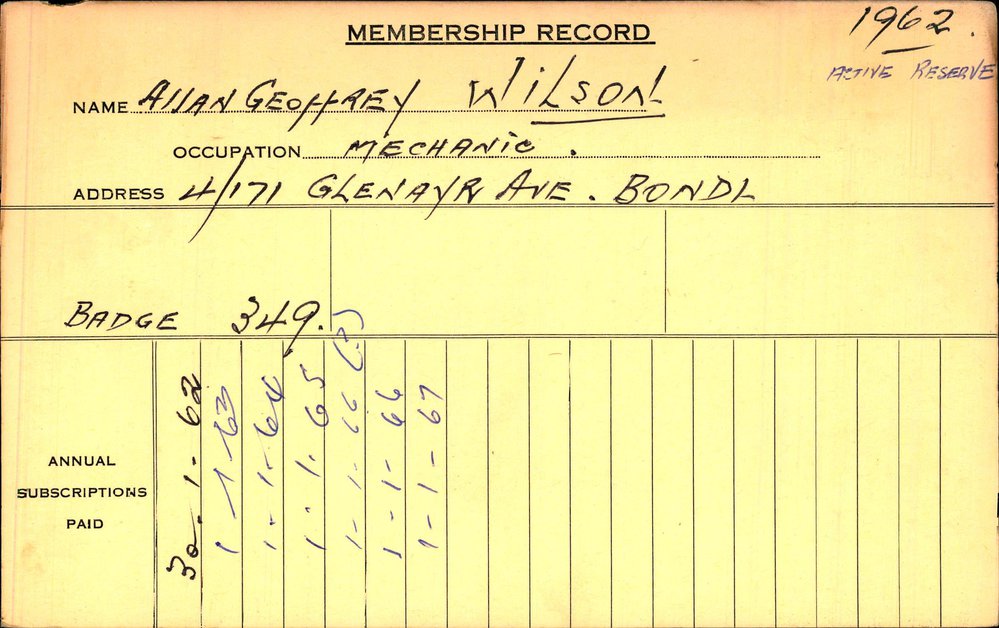 MEMBERSHIP RECORD
1962.
ACTIVE RESERVE
NAME ALLAN GEOFFREY WILSON
OCCUPATION MECHANIC.
ADDRESS 4/171 GLENAYR AVE. BONDI
BADGE 349.
ANNUAL
SUBSCRIPTIONS
PAID
30.1.62
1-1-63
1-1-64
1-1-65
1-1-66 (?)
1-1-66
1-1-67